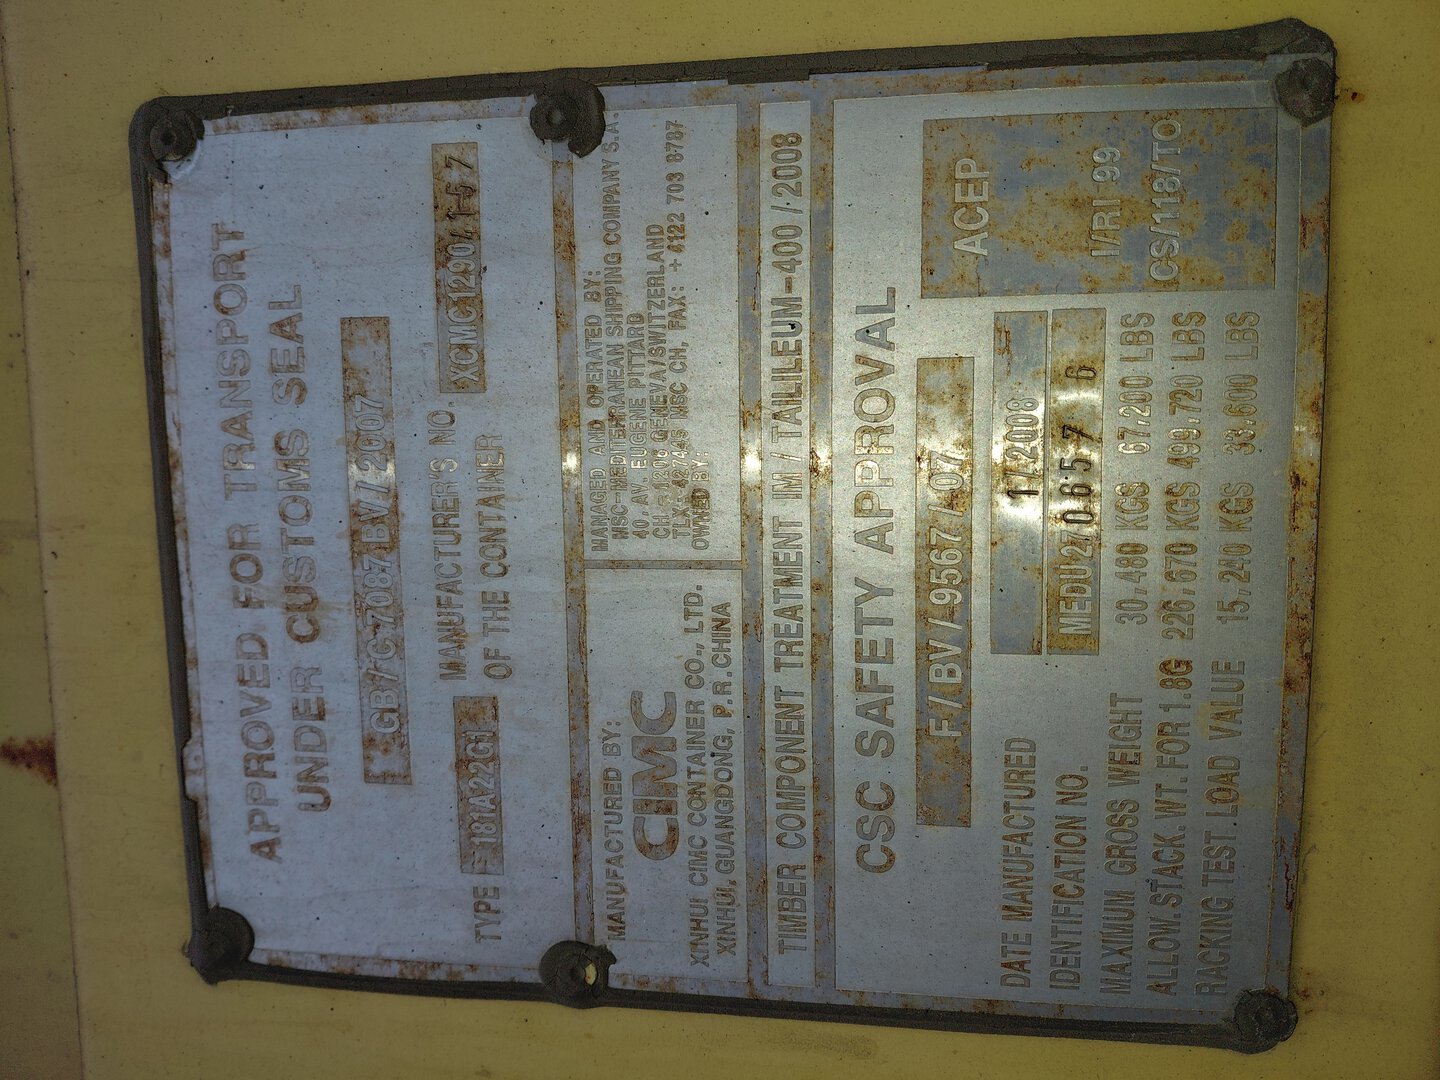 APPROVED FOR TRANSPORT
UNDER CUSTOMS SEAL
GB/C 7087 BV/2007
TYPE 181A22G1 MANUFACTURER'S NO. XCMC1290
OF THE CONTAINER
MANUFACTURED BY:
CIMC
XINHUI CIMC CONTAINER CO., LTD.
XINHUI, GUANGDONG, P.R.CHINA
MANAGED AND OPERATED BY:
MSC-MEDITERRANEAN SHIPPING COMPANY S.A.
40, AV. EUGENE PITTARD
CH.-1206 GENEVA/SWITZERLAND
TLX: 427445 MSC CH, FAX: + 4122 703 8787
OWNED BY:
TIMBER COMPONENT TREATMENT IM / TAILILEUM-400 / 2008
CSC SAFETY APPROVAL
F / BV / 9567 / 07
ACEP
I/RI 99
CS/118/TO
DATE MANUFACTURED 1 / 2008
IDENTIFICATION NO. MEDU270657 6
MAXIMUM GROSS WEIGHT 30,480 KGS 67,200 LBS
ALLOW.STACK.WT.FOR 1.8G 226,670 KGS 499,720 LBS
RACKING TEST.LOAD VALUE 15,240 KGS 33,600 LBS